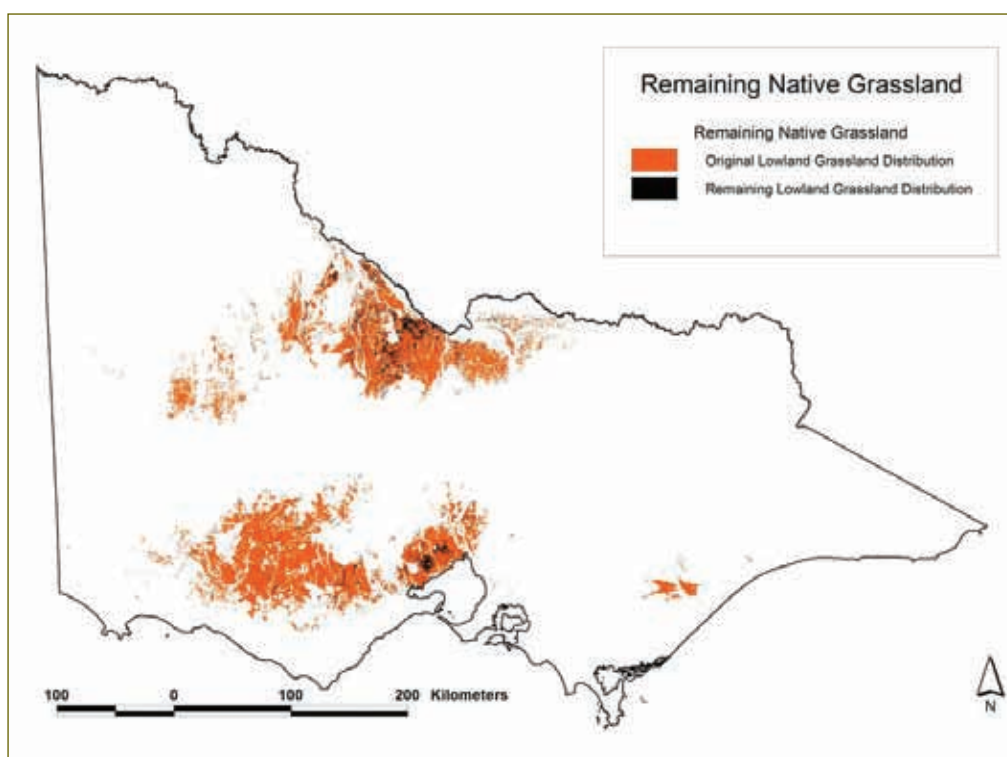 Remaining Native Grassland
Remaining Native Grassland
Original Lowland Grassland Distribution
Remaining Lowland Grassland Distribution
100 0 100 200 Kilometers
N